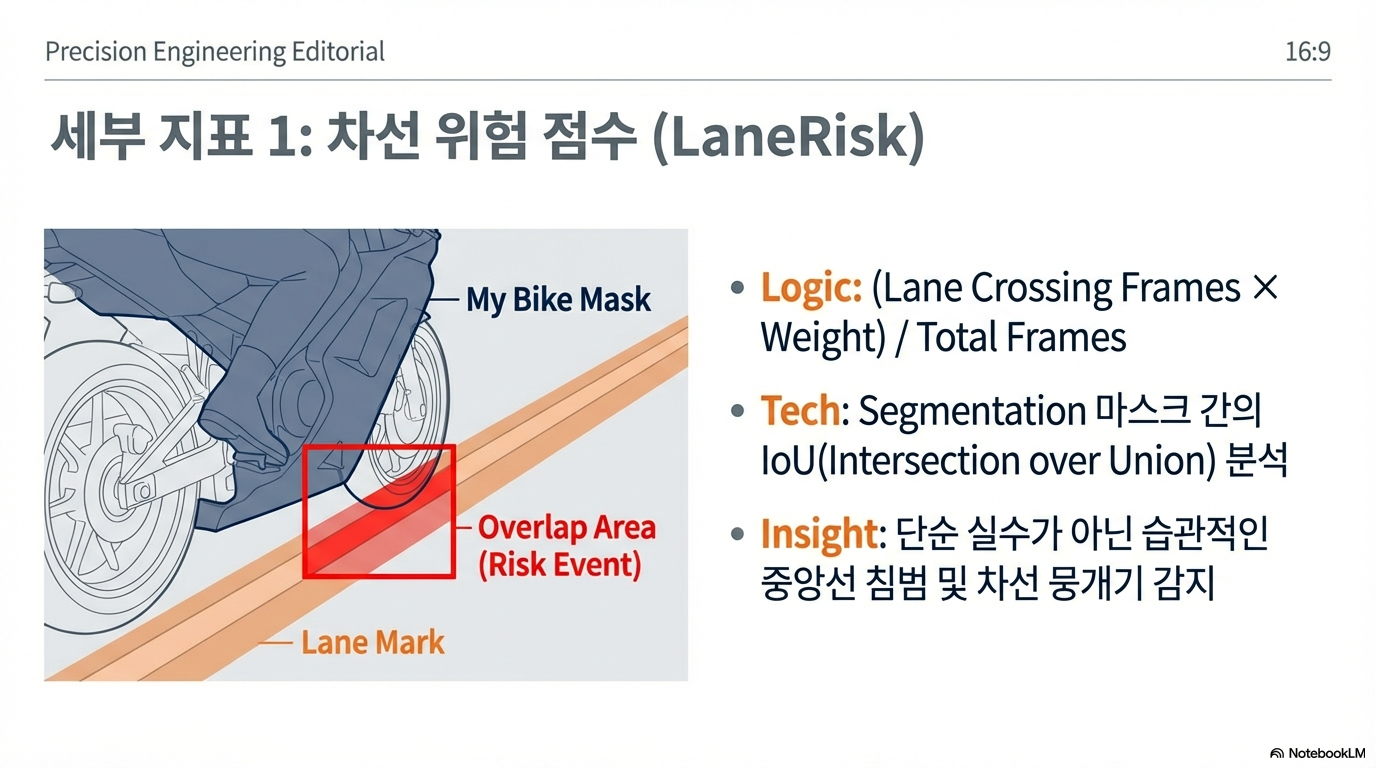 Precision Engineering Editorial
16:9
세부 지표 1: 차선 위험 점수 (LaneRisk)
My Bike Mask
Overlap Area
(Risk Event)
Lane Mark
• Logic: (Lane Crossing Frames ×
Weight) / Total Frames
• Tech: Segmentation 마스크 간의
IoU(Intersection over Union) 분석
• Insight: 단순 실수가 아닌 습관적인
중앙선 침범 및 차선 뭉개기 감지
NotebookLM